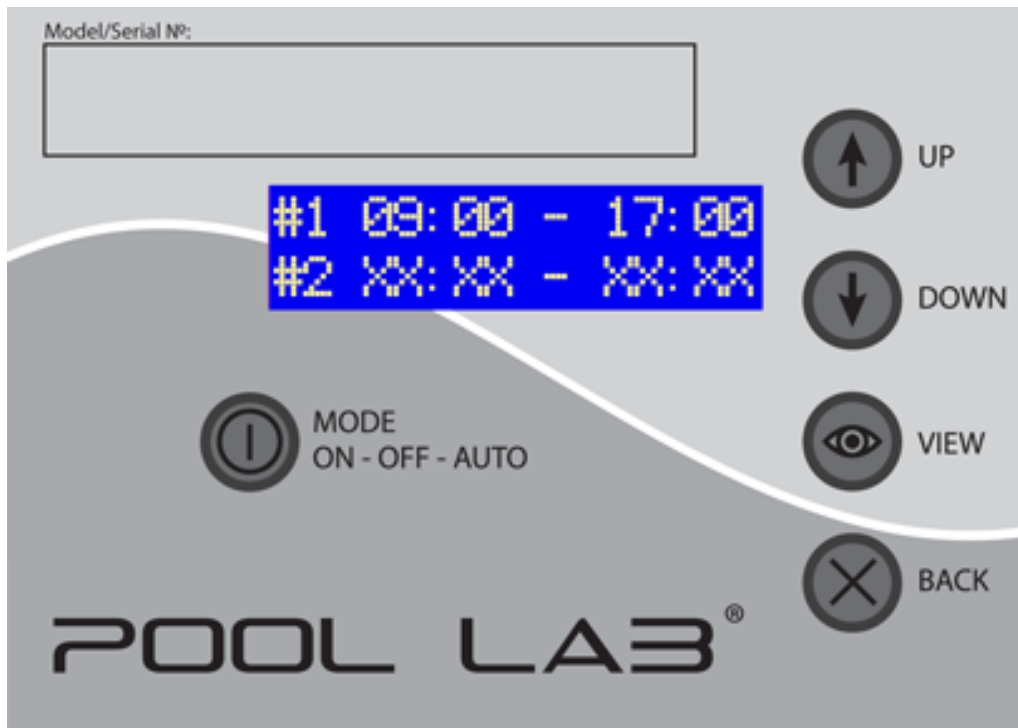 Model/Serial Nº:
#1 09:00 - 17:00
#2 XX:XX - XX:XX
UP
DOWN
VIEW
BACK
MODE
ON - OFF - AUTO
POOL LAB®